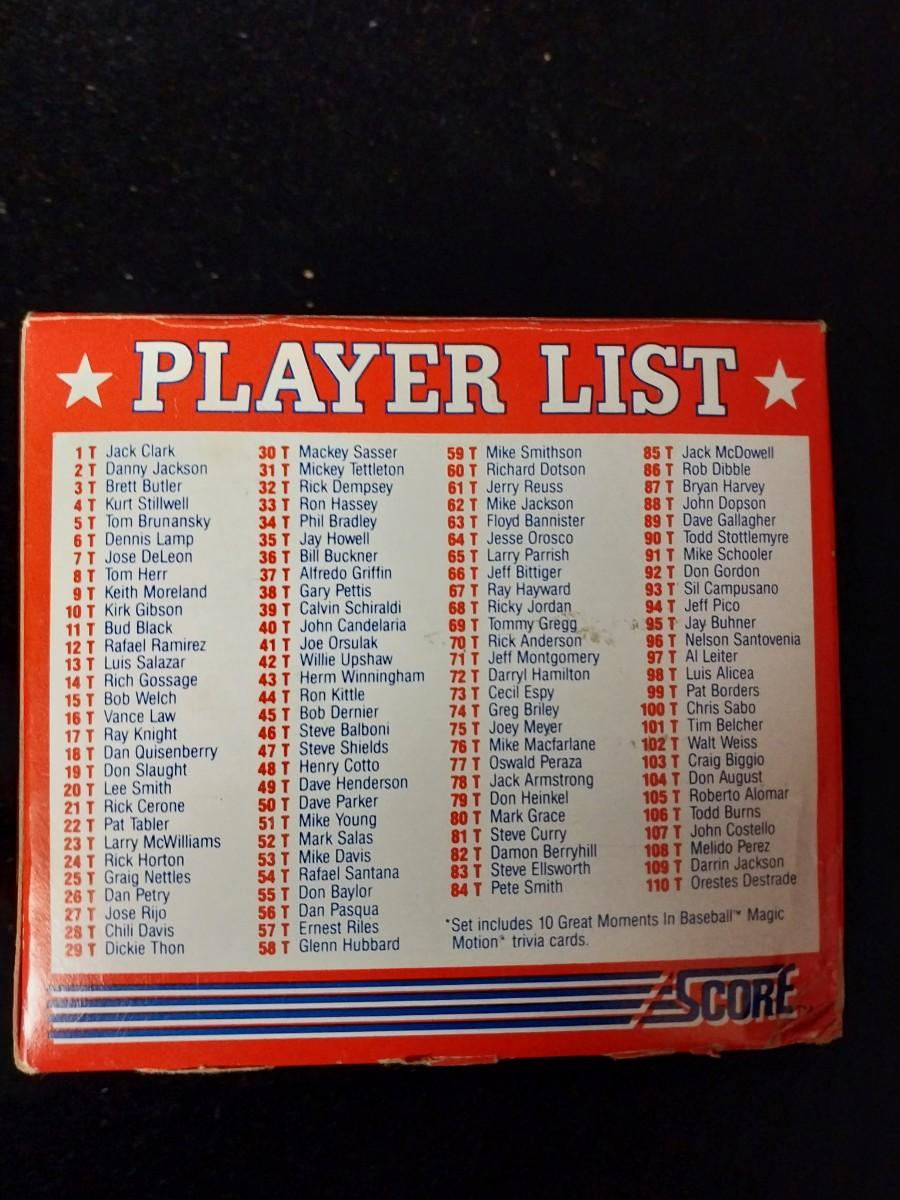 PLAYER LIST
1 T Jack Clark
2 T Danny Jackson
3 T Brett Butler
4 T Kurt Stillwell
5 T Tom Brunansky
6 T Dennis Lamp
7 T Jose DeLeon
8 T Tom Herr
9 T Keith Moreland
10 T Kirk Gibson
11 T Bud Black
12 T Rafael Ramirez
13 T Luis Salazar
14 T Rich Gossage
15 T Bob Welch
16 T Vance Law
17 T Ray Knight
18 T Dan Quisenberry
19 T Don Slaught
20 T Lee Smith
21 T Rick Cerone
22 T Pat Tabler
23 T Larry McWilliams
24 T Rick Horton
25 T Graig Nettles
26 T Dan Petry
27 T Jose Rijo
28 T Chili Davis
29 T Dickie Thon
30 T Mackey Sasser
31 T Mickey Tettleton
32 T Rick Dempsey
33 T Ron Hassey
34 T Phil Bradley
35 T Jay Howell
36 T Bill Buckner
37 T Alfredo Griffin
38 T Gary Pettis
39 T Calvin Schiraldi
40 T John Candelaria
41 T Joe Orsulak
42 T Willie Upshaw
43 T Herm Winningham
44 T Ron Kittle
45 T Bob Dernier
46 T Steve Balboni
47 T Steve Shields
48 T Henry Cotto
49 T Dave Henderson
50 T Dave Parker
51 T Mike Young
52 T Mark Salas
53 T Mike Davis
54 T Rafael Santana
55 T Don Baylor
56 T Dan Pasqua
57 T Ernest Riles
58 T Glenn Hubbard
59 T Mike Smithson
60 T Richard Dotson
61 T Jerry Reuss
62 T Mike Jackson
63 T Floyd Bannister
64 T Jesse Orosco
65 T Larry Parrish
66 T Jeff Bittiger
67 T Ray Hayward
68 T Ricky Jordan
69 T Tommy Gregg
70 T Rick Anderson
71 T Jeff Montgomery
72 T Darryl Hamilton
73 T Cecil Espy
74 T Greg Briley
75 T Joey Meyer
76 T Mike Macfarlane
77 T Oswald Peraza
78 T Jack Armstrong
79 T Don Heinkel
80 T Mark Grace
81 T Steve Curry
82 T Damon Berryhill
83 T Steve Ellsworth
84 T Pete Smith
85 T Jack McDowell
86 T Rob Dibble
87 T Bryan Harvey
88 T John Dopson
89 T Dave Gallagher
90 T Todd Stottlemyre
91 T Mike Schooler
92 T Don Gordon
93 T Sil Campusano
94 T Jeff Pico
95 T Jay Buhner
96 T Nelson Santovenia
97 T Al Leiter
98 T Luis Alicea
99 T Pat Borders
100 T Chris Sabo
101 T Tim Belcher
102 T Walt Weiss
103 T Craig Biggio
104 T Don August
105 T Roberto Alomar
106 T Todd Burns
107 T John Costello
108 T Melido Perez
109 T Darrin Jackson
110 T Orestes Destrade
*Set includes 10 Great Moments In Baseball™ Magic
Motion™ trivia cards.
SCORE™